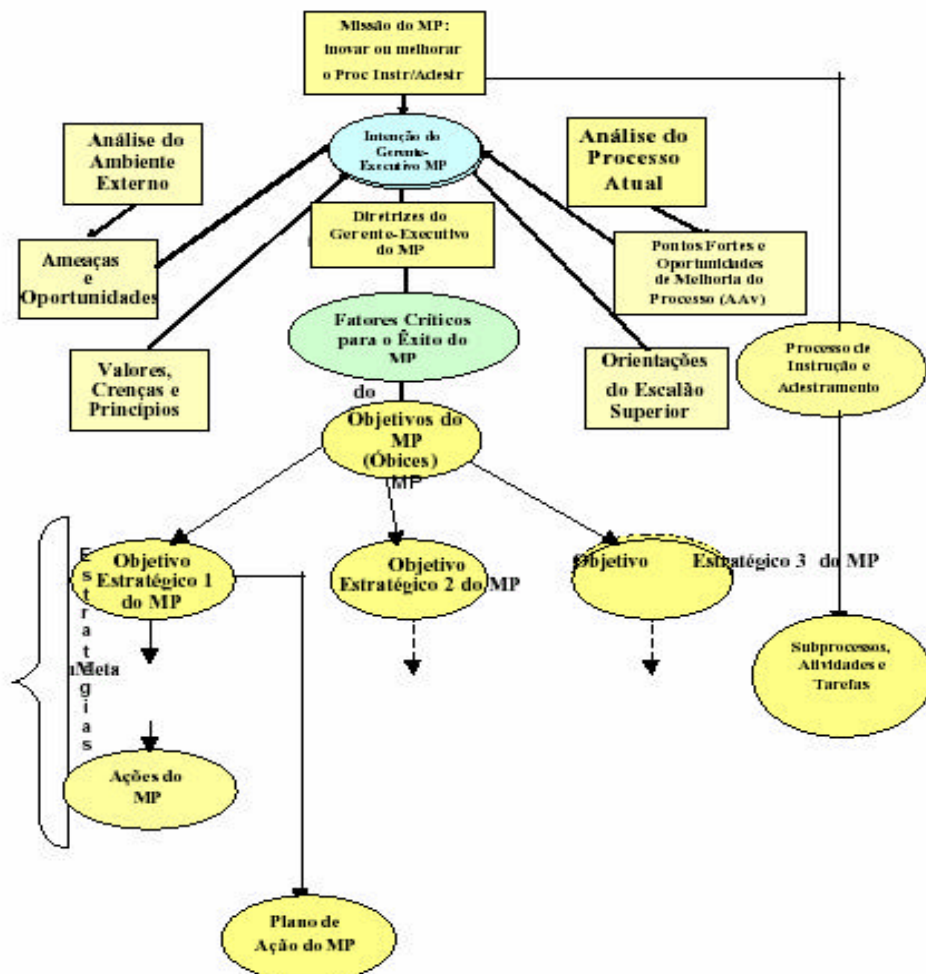 Missão do MP:
inovar ou melhorar
o Proc Instr/Adestr
Análise do
Ambiente
Externo
Intenção do
Gerente-
Executivo MP
Análise do
Processo
Atual
Diretrizes do
Gerente-Executivo
do MP
Ameaças
e
Oportunidades
Pontos Fortes e
Oportunidades
de Melhoria do
Processo (AAv)
Fatores Críticos
para o Êxito do
MP
do
Valores,
Crenças e
Princípios
Orientações
do Escalão
Superior
Processo de
Instrução e
Adestramento
Objetivos do
MP
(Óbices)
MP
Estratégias
Objetivo
Estratégico 1
do MP
Objetivo
Estratégico 2 do MP
Objetivo Estratégico 3 do MP
Meta
Subprocessos,
Atividades e
Tarefas
Ações do
MP
Plano de
Ação do MP